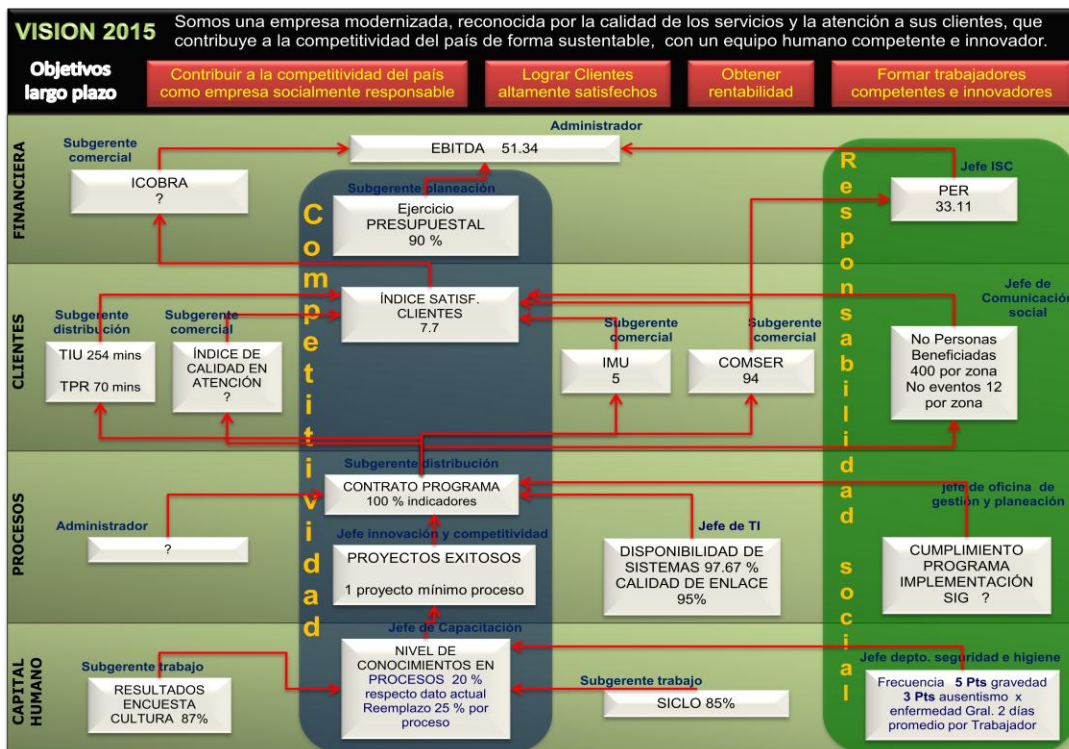 VISION 2015
Somos una empresa modernizada, reconocida por la calidad de los servicios y la atención a sus clientes, que
contribuye a la competitividad del país de forma sustentable, con un equipo humano competente e innovador.
Objetivos
largo plazo
Contribuir a la competitividad del país
como empresa socialmente responsable
Lograr Clientes
altamente satisfechos
Obtener
rentabilidad
Formar trabajadores
competentes e innovadores
FINANCIERA
Subgerente
comercial
ICOBRA
?
Administrador
EBITDA 51.34
Subgerente planeación
Ejercicio
PRESUPUESTAL
90 %
Jefe ISC
PER
33.11
Competitividad
Responsabilidad social
CLIENTES
Subgerente
distribución
TIU 254 mins
TPR 70 mins
Subgerente
comercial
ÍNDICE DE
CALIDAD EN
ATENCIÓN
?
ÍNDICE SATISF.
CLIENTES
7.7
Subgerente
comercial
IMU
5
Subgerente
comercial
COMSER
94
Jefe de
Comunicación
social
No Personas
Beneficiadas
400 por zona
No eventos 12
por zona
PROCESOS
Administrador
?
Subgerente distribución
CONTRATO PROGRAMA
100 % indicadores
Jefe innovación y competitividad
PROYECTOS EXITOSOS
1 proyecto mínimo proceso
Jefe de TI
DISPONIBILIDAD DE
SISTEMAS 97.67 %
CALIDAD DE ENLACE
95%
jefe de oficina de
gestión y planeación
CUMPLIMIENTO
PROGRAMA
IMPLEMENTACIÓN
SIG ?
CAPITAL
HUMANO
Subgerente trabajo
RESULTADOS
ENCUESTA
CULTURA 87%
Jefe de Capacitación
NIVEL DE
CONOCIMIENTOS EN
PROCESOS 20 %
respecto dato actual
Reemplazo 25 % por
proceso
Subgerente trabajo
SICLO 85%
Jefe depto. seguridad e higiene
Frecuencia 5 Pts gravedad
3 Pts ausentismo x
enfermedad Gral. 2 días
promedio por Trabajador